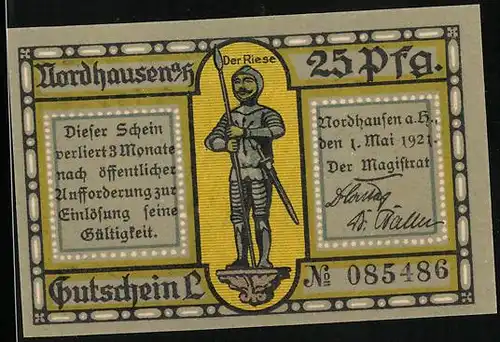 Nordhausen a/H
Der Riese
25 Pfg.
Dieser Schein
verliert 3 Monate
nach öffentlicher
Aufforderung zur
Einlösung seine
Gültigkeit.
Nordhausen a.H.,
den 1. Mai 1921.
Der Magistrat
Gutschein L
№ 085486